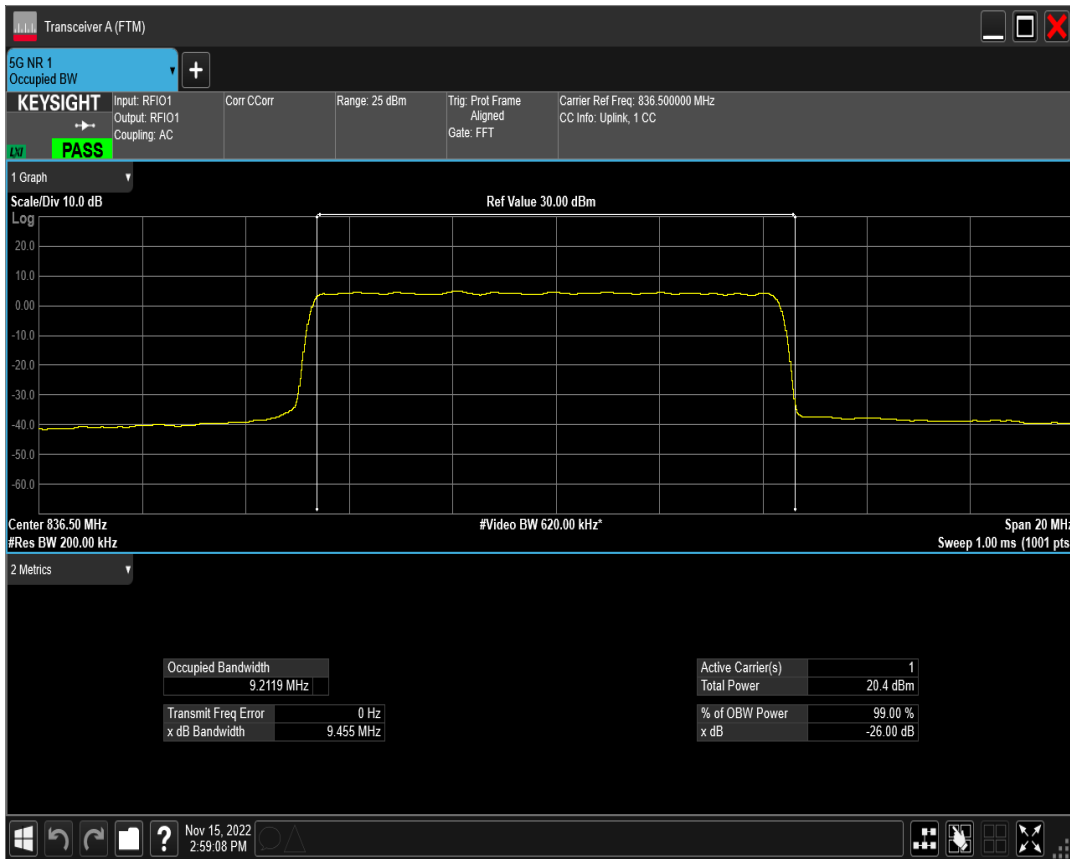 Transceiver A (FTM)
5G NR 1
Occupied BW
+
KEYSIGHT
LXI
PASS
Input: RFIO1
Output: RFIO1
Coupling: AC
Corr CCorr
Range: 25 dBm
Trig: Prot Frame
Aligned
Gate: FFT
Carrier Ref Freq: 836.500000 MHz
CC Info: Uplink, 1 CC
1 Graph
Scale/Div 10.0 dB
Ref Value 30.00 dBm
Log
20.0
10.0
0.00
-10.0
-20.0
-30.0
-40.0
-50.0
-60.0
Center 836.50 MHz
#Video BW 620.00 kHz*
Span 20 MHz
#Res BW 200.00 kHz
Sweep 1.00 ms (1001 pts
2 Metrics
Occupied Bandwidth
9.2119 MHz
Transmit Freq Error 0 Hz
x dB Bandwidth 9.455 MHz
Active Carrier(s) 1
Total Power 20.4 dBm
% of OBW Power 99.00 %
x dB -26.00 dB
?
Nov 15, 2022
2:59:08 PM